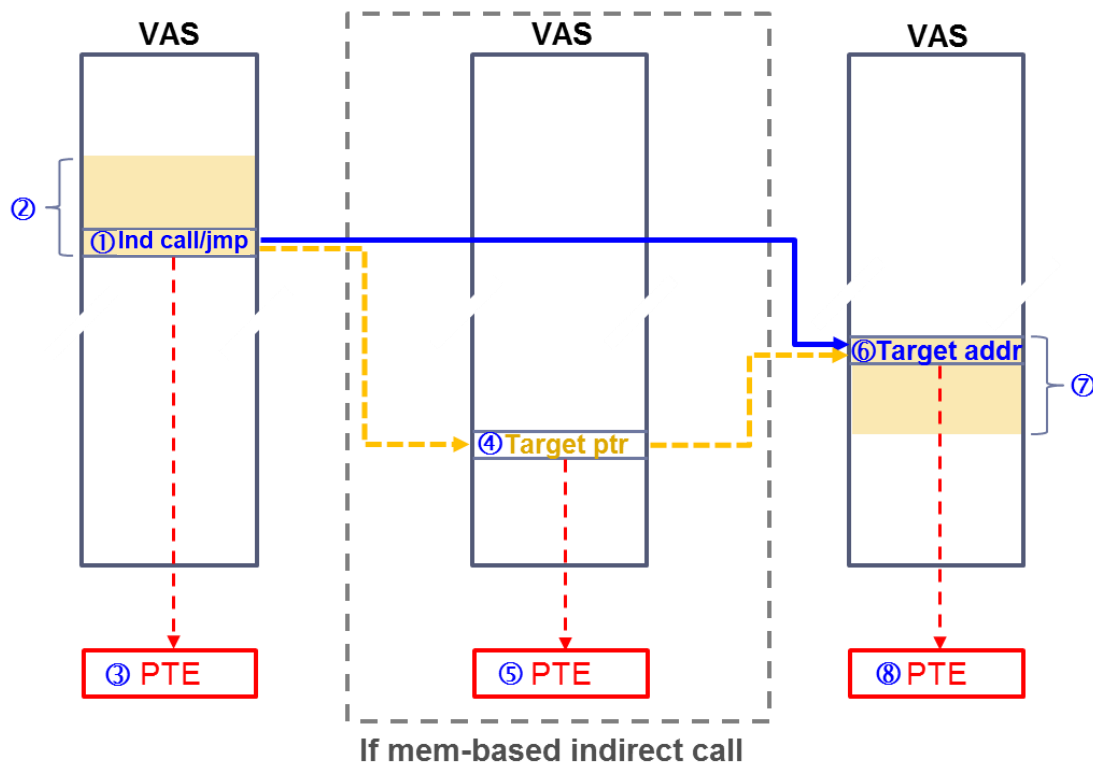 VAS
VAS
VAS
②
①Ind call/jmp
⑥Target addr
⑦
④Target ptr
③ PTE
⑤ PTE
⑧ PTE
If mem-based indirect call